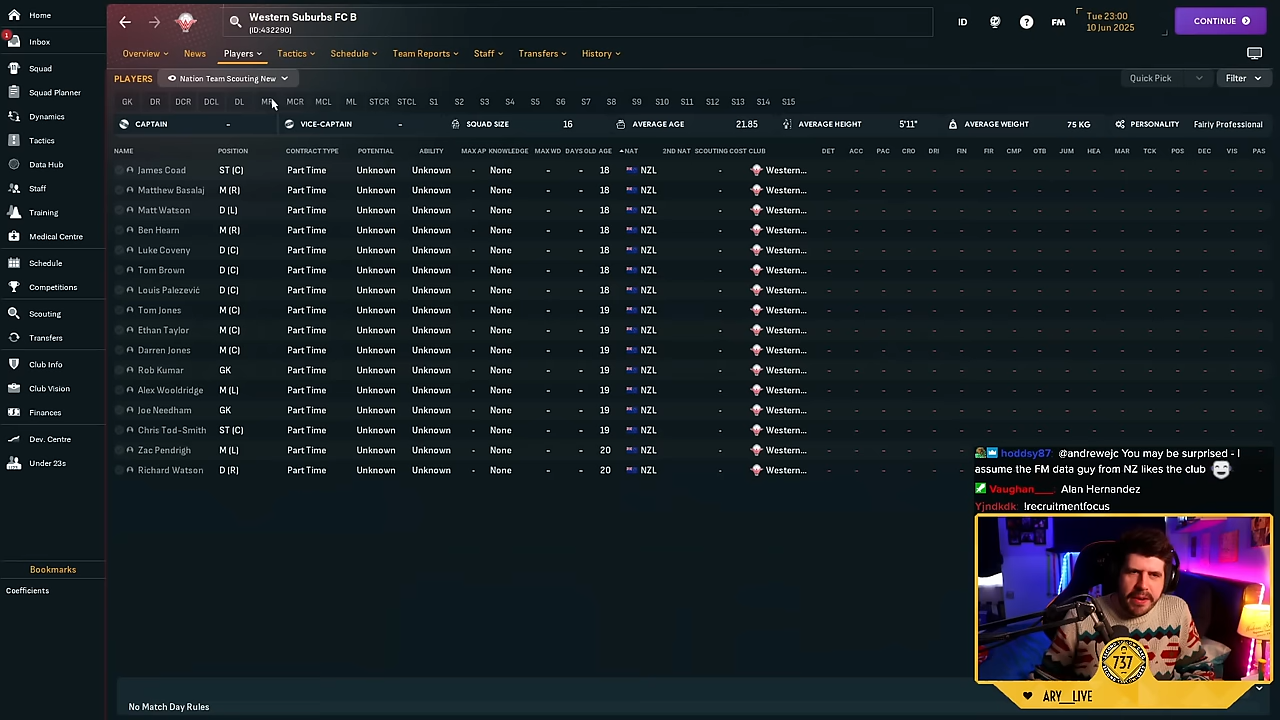 Home
Western Suburbs FC B
(ID:432290)
ID
FM
Tue 23:00
10 Jun 2025
CONTINUE
1
Inbox
Overview
News
Players
Tactics
Schedule
Team Reports
Staff
Transfers
History
Squad
PLAYERS
Nation Team Scouting New
Quick Pick
Filter
Squad Planner
GK DR DCR DCL DL MR MCR MCL ML STCR STCL S1 S2 S3 S4 S5 S6 S7 S8 S9 S10 S11 S12 S13 S14 S15
Dynamics
CAPTAIN -
VICE-CAPTAIN -
SQUAD SIZE 16
AVERAGE AGE 21.85
AVERAGE HEIGHT 5'11"
AVERAGE WEIGHT 75 KG
PERSONALITY Fairly Professional
Tactics
Data Hub
Staff
Training
Medical Centre
Schedule
Competitions
Scouting
Transfers
Club Info
Club Vision
Finances
Dev. Centre
Under 23s
Bookmarks
Coefficients
NAME POSITION CONTRACT TYPE POTENTIAL ABILITY MAX AP KNOWLEDGE MAX WD DAYS OLD AGE NAT 2ND NAT SCOUTING COST CLUB DET ACC PAC CRO DRI FIN FIR CMP OTB JUM HEA MAR TCK POS DEC VIS PAS
James Coad ST (C) Part Time Unknown Unknown - None - - 18 NZL - Western... - - - - - - - - - - - - - - - - -
Matthew Basalaj M (R) Part Time Unknown Unknown - None - - 18 NZL - Western... - - - - - - - - - - - - - - - - -
Matt Watson D (L) Part Time Unknown Unknown - None - - 18 NZL - Western... - - - - - - - - - - - - - - - - -
Ben Hearn M (R) Part Time Unknown Unknown - None - - 18 NZL - Western... - - - - - - - - - - - - - - - - -
Luke Coveny D (C) Part Time Unknown Unknown - None - - 18 NZL - Western... - - - - - - - - - - - - - - - - -
Tom Brown D (C) Part Time Unknown Unknown - None - - 18 NZL - Western... - - - - - - - - - - - - - - - - -
Louis Palezević D (C) Part Time Unknown Unknown - None - - 18 NZL - Western... - - - - - - - - - - - - - - - - -
Tom Jones M (C) Part Time Unknown Unknown - None - - 19 NZL - Western... - - - - - - - - - - - - - - - - -
Ethan Taylor M (C) Part Time Unknown Unknown - None - - 19 NZL - Western... - - - - - - - - - - - - - - - - -
Darren Jones M (C) Part Time Unknown Unknown - None - - 19 NZL - Western... - - - - - - - - - - - - - - - - -
Rob Kumar GK Part Time Unknown Unknown - None - - 19 NZL - Western... - - - - - - - - - - - - - - - - -
Alex Wooldridge M (L) Part Time Unknown Unknown - None - - 19 NZL - Western... - - - - - - - - - - - - - - - - -
Joe Needham GK Part Time Unknown Unknown - None - - 19 NZL - Western... - - - - - - - - - - - - - - - - -
Chris Tod-Smith ST (C) Part Time Unknown Unknown - None - - 19 NZL - Western... - - - - - - - - - - - - - - - - -
Zac Pendrigh M (L) Part Time Unknown Unknown - None - - 20 NZL - Western... - - - - -
Richard Watson D (R) Part Time Unknown Unknown - None - - 20 NZL - Western... - - - - -
hoddsy87: @andrewejc You may be surprised - I
assume the FM data guy from NZ likes the club
Vaughan___: Alan Hernandez
Yjndkdk: !recruitmentfocus
737
ARY__LIVE
No Match Day Rules